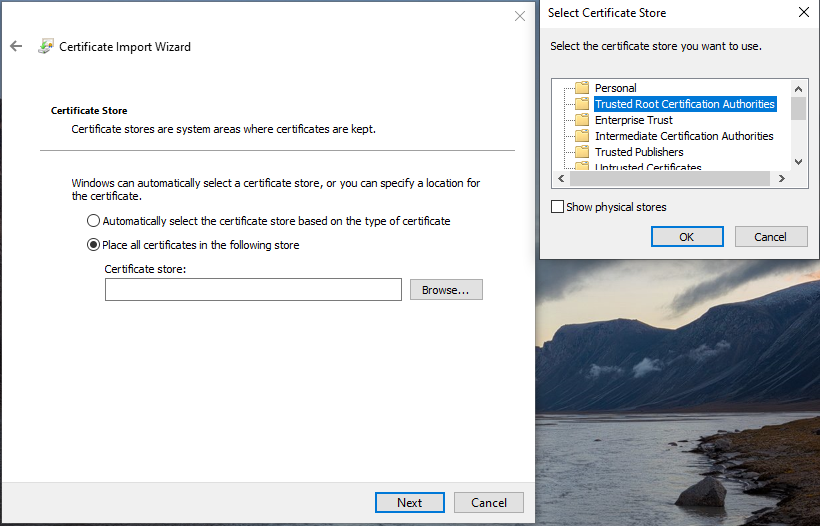 Certificate Import Wizard
Certificate Store
Certificate stores are system areas where certificates are kept.
Windows can automatically select a certificate store, or you can specify a location for
the certificate.
Automatically select the certificate store based on the type of certificate
Place all certificates in the following store
Certificate store:
Browse...
Next
Cancel
Select Certificate Store
Select the certificate store you want to use.
Personal
Trusted Root Certification Authorities
Enterprise Trust
Intermediate Certification Authorities
Trusted Publishers
Untrusted Certificates
Show physical stores
OK
Cancel